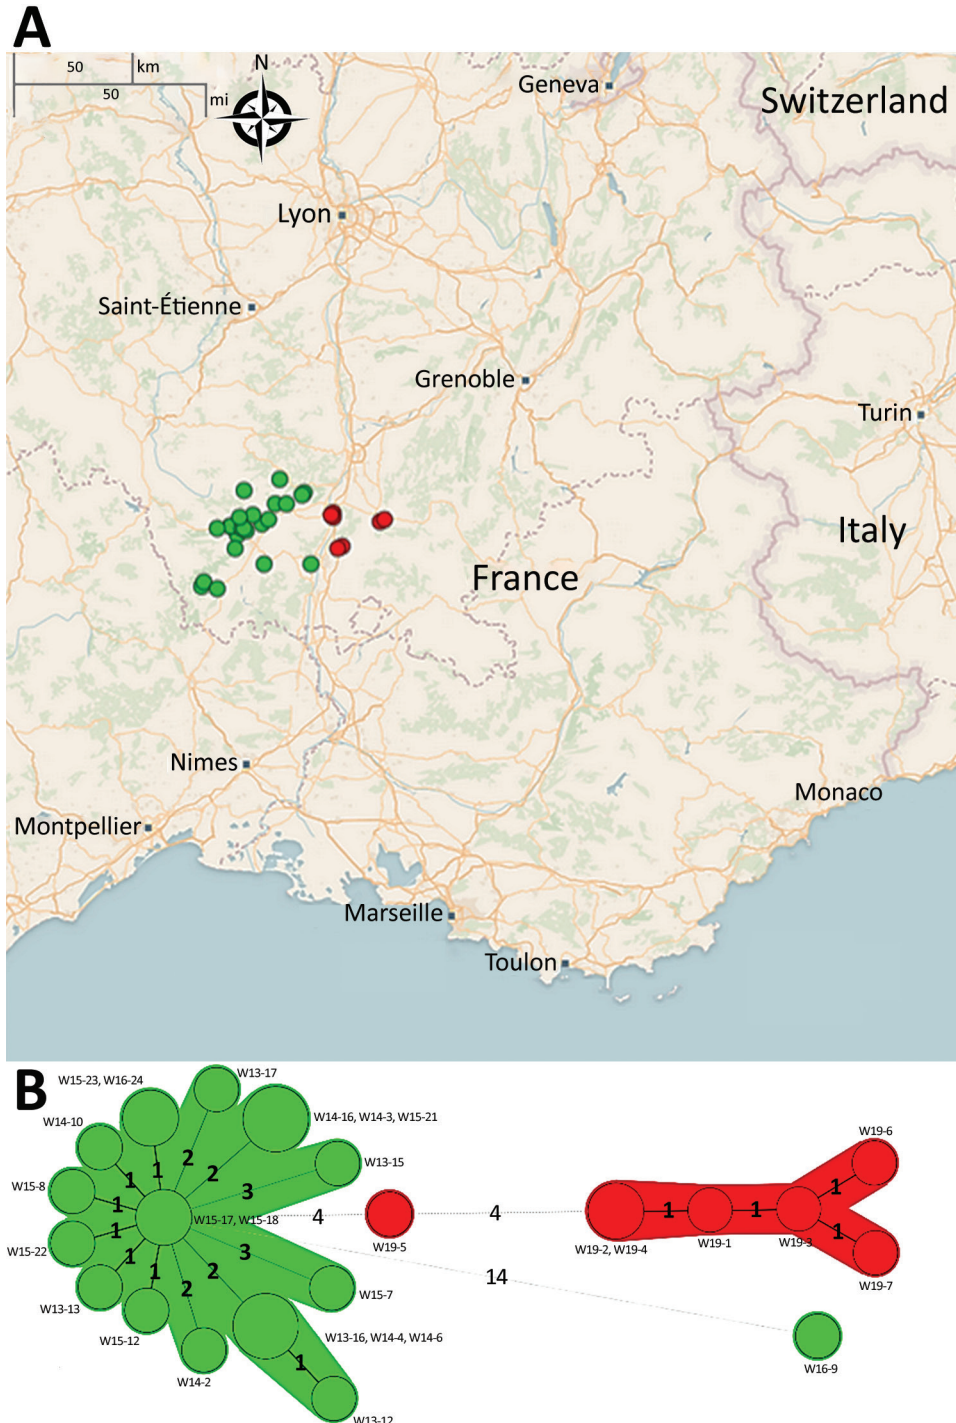 A
50 km
50 mi
N
Geneva
Switzerland
Lyon
Saint-Étienne
Grenoble
Turin
Italy
France
Nimes
Monaco
Montpellier
Marseille
Toulon
B
W15-23, W16-24
W13-17
W14-16, W14-3, W15-21
W14-10
W13-15
W19-6
W15-8
1
1
2
2
3
1
1
1
W15-17, W15-18
4
4
1
1
W19-5
W19-2, W19-4
W19-1
W19-3
1
W15-22
1
3
W19-7
1
1
2
2
14
W15-7
W13-13
W15-12
W13-16, W14-4, W14-6
W14-2
1
W16-9
W13-12